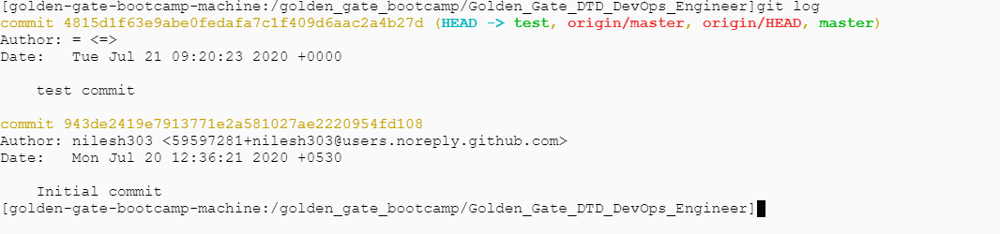 [golden-gate-bootcamp-machine:/golden_gate_bootcamp/Golden_Gate_DTD_DevOps_Engineer]git log
commit 4815d1f63e9abe0fedafa7c1f409d6aac2a4b27d (HEAD -> test, origin/master, origin/HEAD, master)
Author: = <=>
Date:   Tue Jul 21 09:20:23 2020 +0000
    test commit
commit 943de2419e7913771e2a581027ae2220954fd108
Author: nilesh303 <59597281+nilesh303@users.noreply.github.com>
Date:   Mon Jul 20 12:36:21 2020 +0530
    Initial commit
[golden-gate-bootcamp-machine:/golden_gate_bootcamp/Golden_Gate_DTD_DevOps_Engineer]